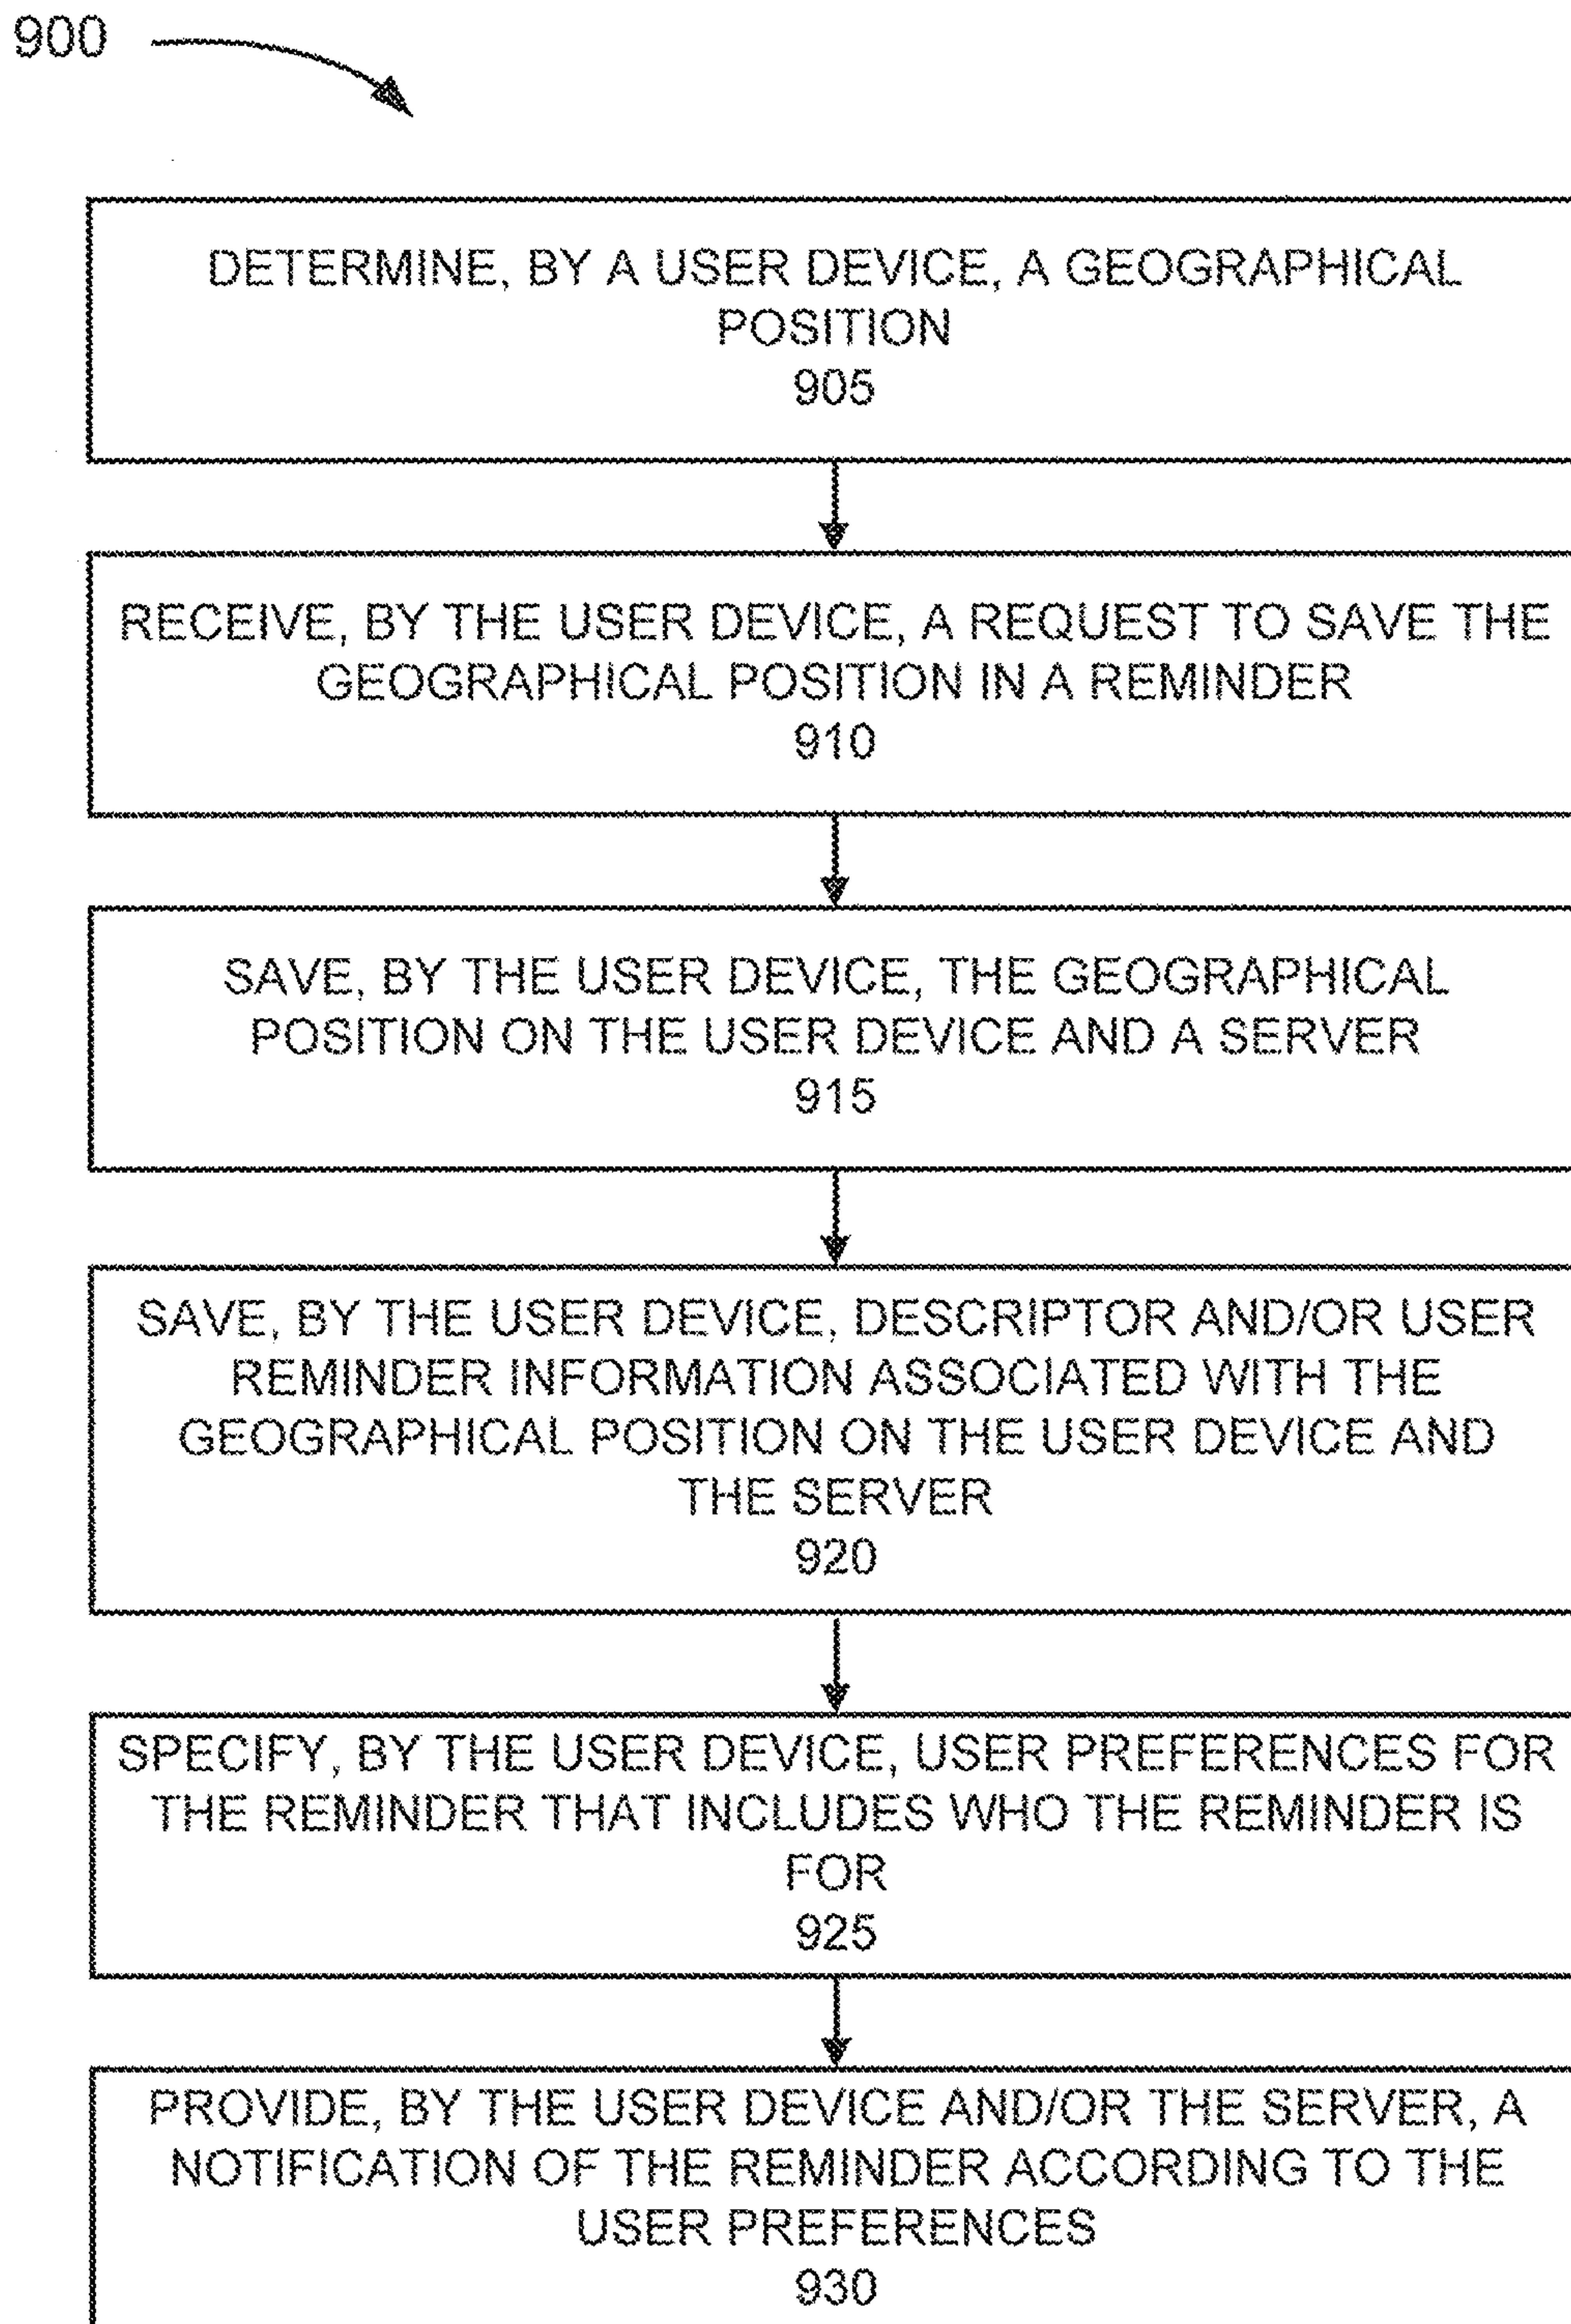 900
DETERMINE, BY A USER DEVICE, A GEOGRAPHICAL
POSITION
905
RECEIVE, BY THE USER DEVICE, A REQUEST TO SAVE THE
GEOGRAPHICAL POSITION IN A REMINDER
910
SAVE, BY THE USER DEVICE, THE GEOGRAPHICAL
POSITION ON THE USER DEVICE AND A SERVER
915
SAVE, BY THE USER DEVICE, DESCRIPTOR AND/OR USER
REMINDER INFORMATION ASSOCIATED WITH THE
GEOGRAPHICAL POSITION ON THE USER DEVICE AND
THE SERVER
920
SPECIFY, BY THE USER DEVICE, USER PREFERENCES FOR
THE REMINDER THAT INCLUDES WHO THE REMINDER IS
FOR
925
PROVIDE, BY THE USER DEVICE AND/OR THE SERVER, A
NOTIFICATION OF THE REMINDER ACCORDING TO THE
USER PREFERENCES
930